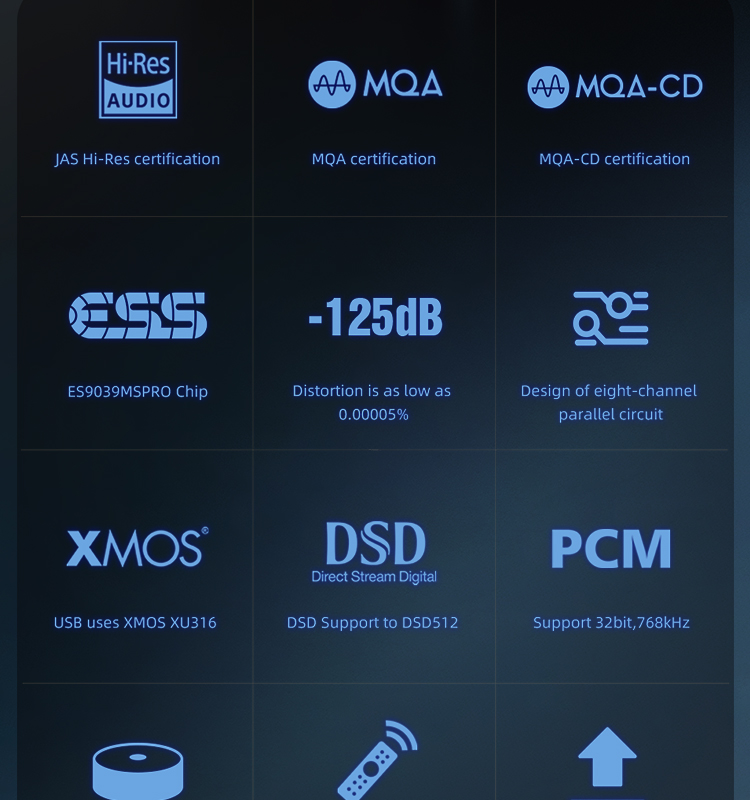 Hi-Res
AUDIO
MQA
MQA-CD
JAS Hi-Res certification
MQA certification
MQA-CD certification
ESS
-125dB
ES9039MSPRO Chip
Distortion is as low as
0.00005%
Design of eight-channel
parallel circuit
XMOS®
DSD
Direct Stream Digital
PCM
USB uses XMOS XU316
DSD Support to DSD512
Support 32bit,768kHz